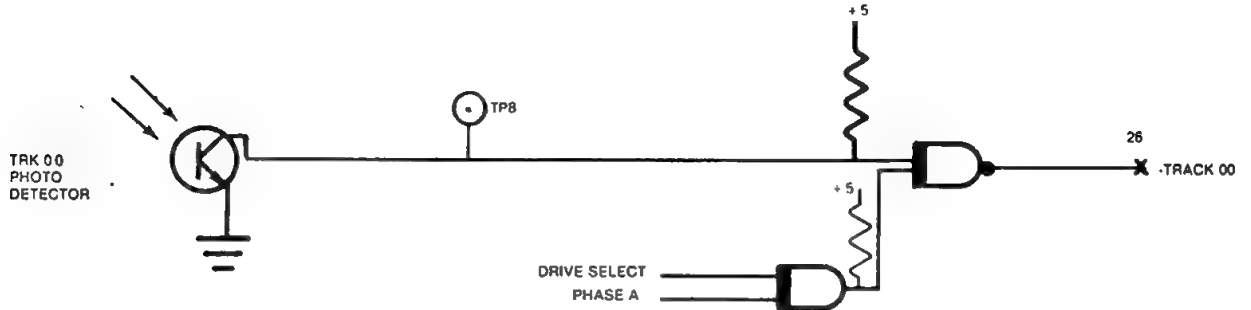 + 5
TP8
26
TRK 00
PHOTO
DETECTOR
-TRACK 00
+ 5
DRIVE SELECT
PHASE A